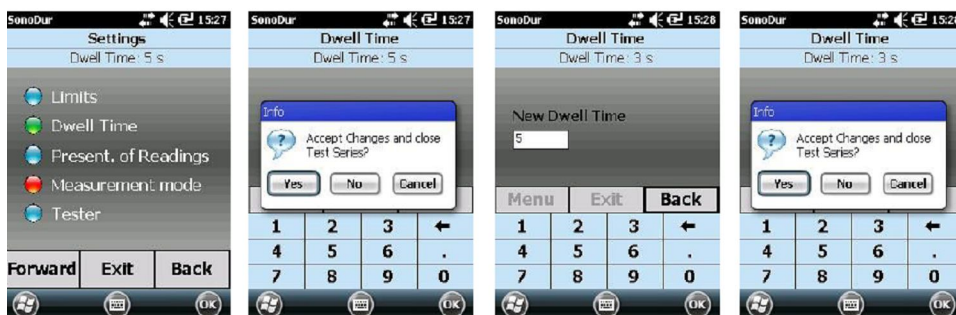 SonoDur 15:27
Settings
Dwell Time: 5 s
Limits
Dwell Time
Present. of Readings
Measurement mode
Tester
Forward Exit Back
OK
SonoDur 15:27
Dwell Time
Dwell Time: 5 s
Info
Accept Changes and close
Test Series?
Yes No Cancel
1 2 3 ←
4 5 6 .
7 8 9 0
OK
SonoDur 15:28
Dwell Time
Dwell Time: 3 s
New Dwell Time
5
Menu Exit Back
1 2 3 ←
4 5 6 .
7 8 9 0
OK
SonoDur 15:28
Dwell Time
Dwell Time: 3 s
Info
Accept Changes and close
Test Series?
Yes No Cancel
1 2 3 ←
4 5 6 .
7 8 9 0
OK